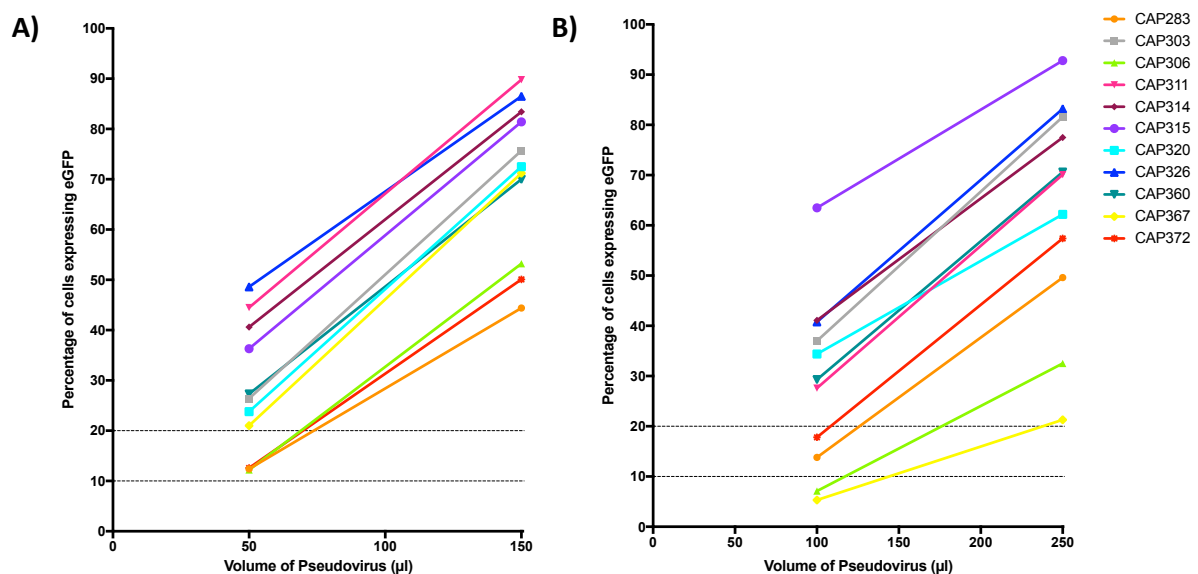 A)
Percentage of cells expressing eGFP
100
90
80
70
60
50
40
30
20
10
0
0
50
100
150
Volume of Pseudovirus (µl)
B)
Percentage of cells expressing eGFP
100
90
80
70
60
50
40
30
20
10
0
0
50
100
150
200
250
Volume of Pseudovirus (µl)
CAP283
CAP303
CAP306
CAP311
CAP314
CAP315
CAP320
CAP326
CAP360
CAP367
CAP372